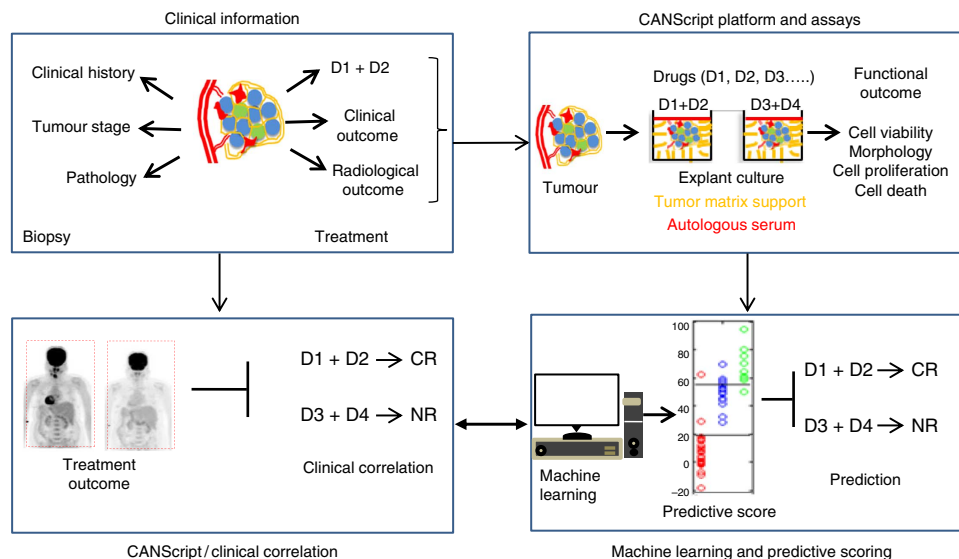 Clinical information
Clinical history
Tumour stage
Pathology
D1 + D2
Clinical
outcome
Radiological
outcome
Biopsy
Treatment
CANScript platform and assays
Drugs (D1, D2, D3.....)
D1+D2
D3+D4
Functional
outcome
Cell viability
Morphology
Cell proliferation
Cell death
Tumour
Explant culture
Tumor matrix support
Autologous serum
D1 + D2 → CR
D3 + D4 → NR
Treatment
outcome
Clinical correlation
CANScript / clinical correlation
Machine
learning
100
80
60
50
40
20
20
0
−20
Predictive score
D1 + D2 → CR
D3 + D4 → NR
Prediction
Machine learning and predictive scoring